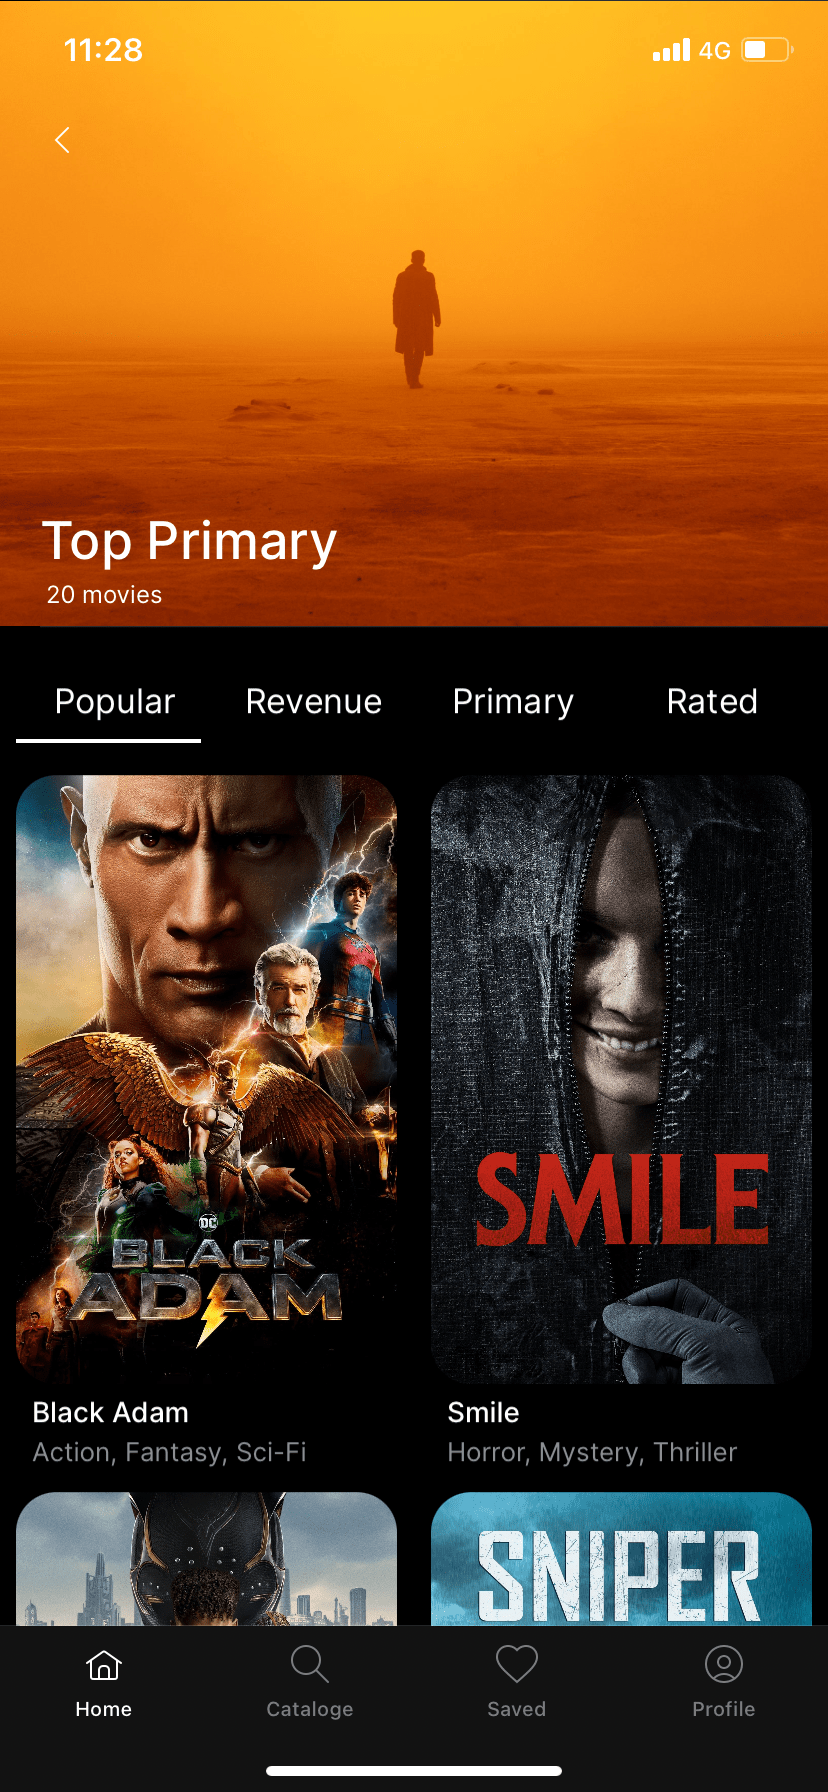 11:28
4G
Top Primary
20 movies
Popular Revenue Primary Rated
DC
BLACK
ADAM
SMILE
Black Adam
Action, Fantasy, Sci-Fi
Smile
Horror, Mystery, Thriller
SNIPER
Home Cataloge Saved Profile